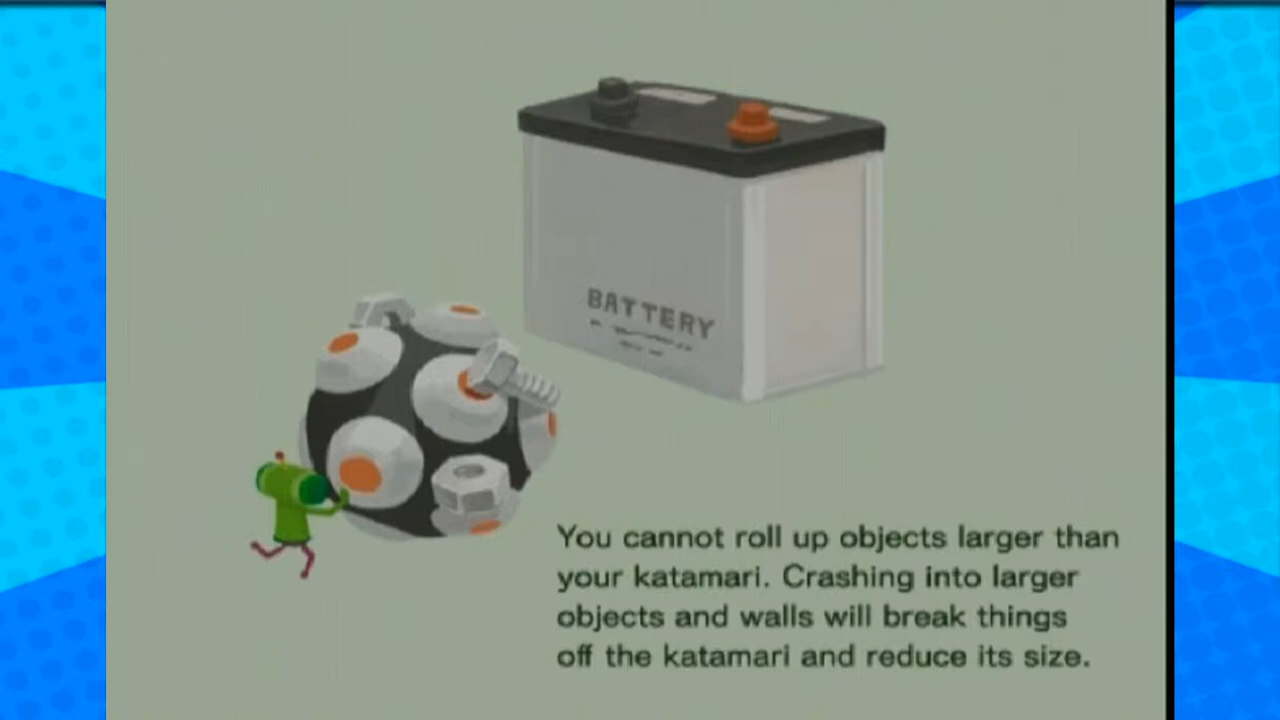 BATTERY
You cannot roll up objects larger than
your katamari. Crashing into larger
objects and walls will break things
off the katamari and reduce its size.